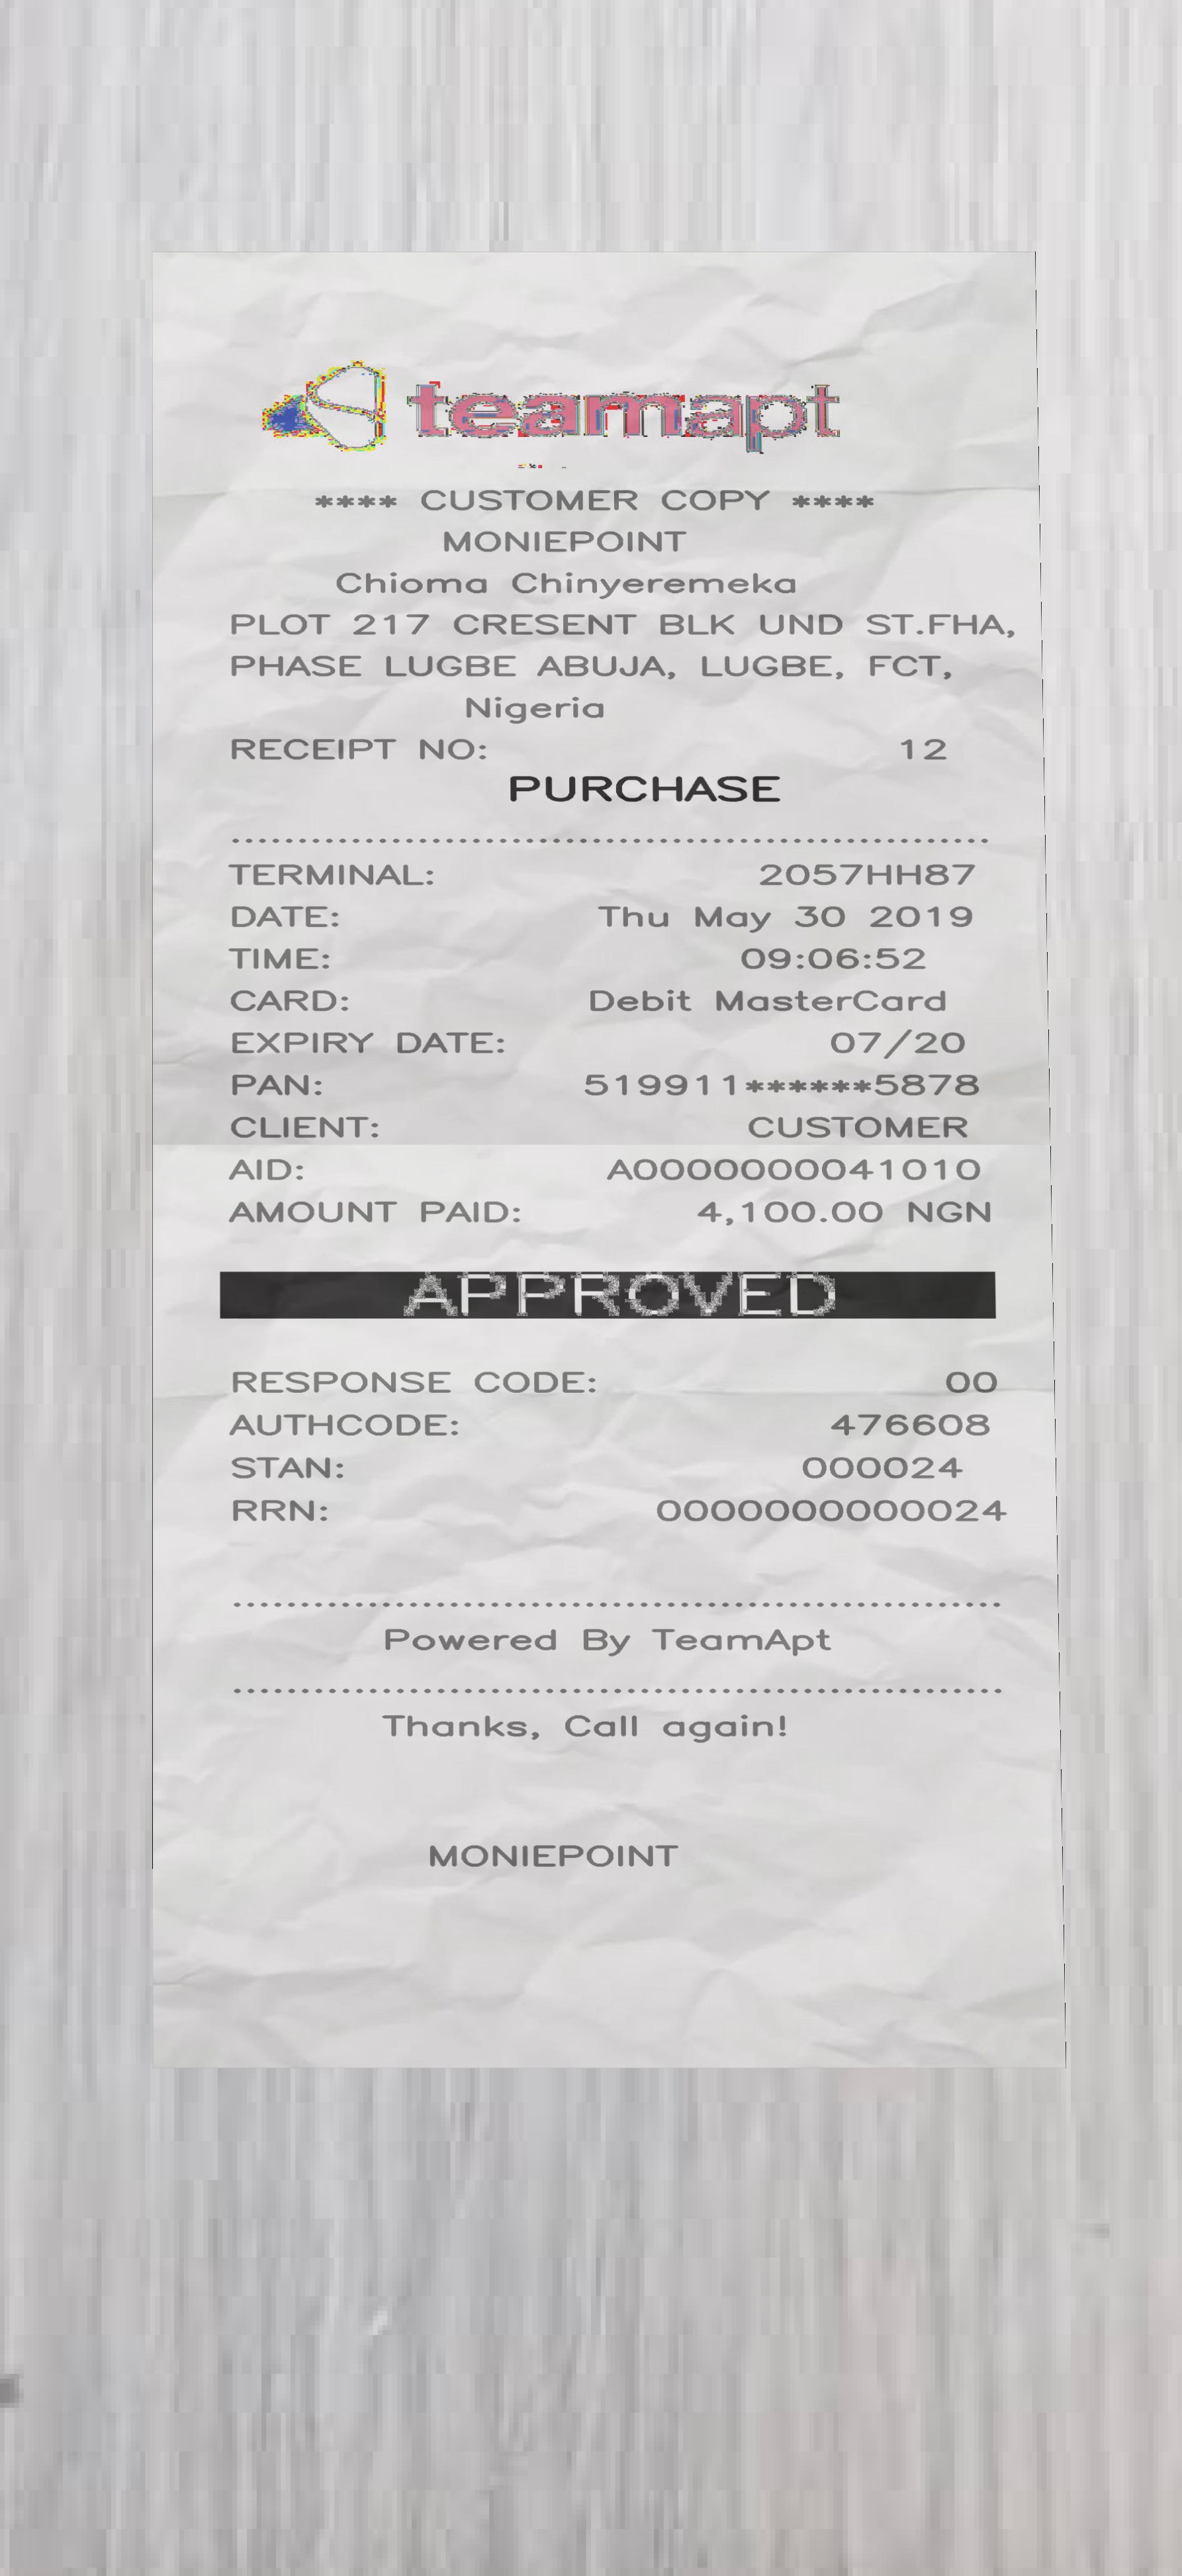 teamapt
**** CUSTOMER COPY ****
MONIEPOINT
Chioma Chinyeremeka
PLOT 217 CRESENT BLK UND ST.FHA,
PHASE LUGBE ABUJA, LUGBE, FCT,
Nigeria
RECEIPT NO: 12
PURCHASE
TERMINAL: 2057HH87
DATE: Thu May 30 2019
TIME: 09:06:52
CARD: Debit MasterCard
EXPIRY DATE: 07/20
PAN: 519911******5878
CLIENT: CUSTOMER
AID: A0000000041010
AMOUNT PAID: 4,100.00 NGN
APPROVED
RESPONSE CODE: 00
AUTHCODE: 476608
STAN: 000024
RRN: 0000000000024
Powered By TeamApt
Thanks, Call again!
MONIEPOINT